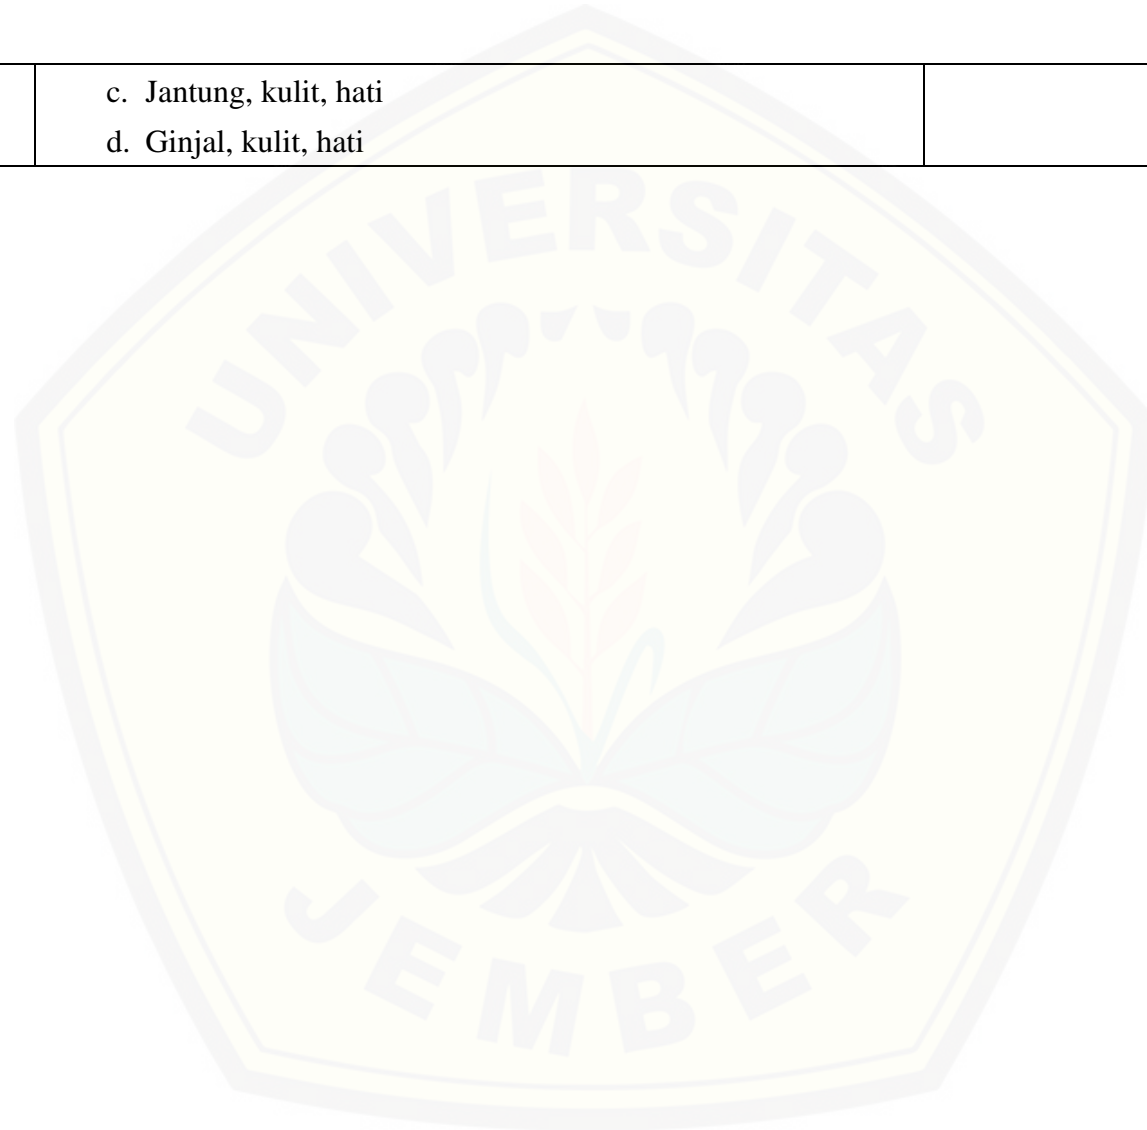 c. Jantung, kulit, hati
d. Ginjal, kulit, hati
UNIVERSITAS
JEMBER